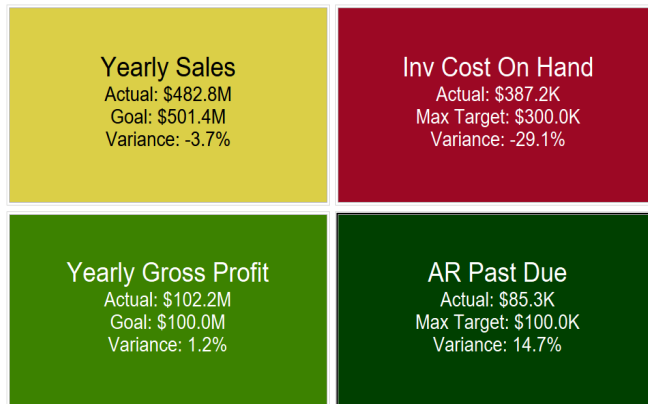 Yearly Sales
Actual: $482.8M
Goal: $501.4M
Variance: -3.7%
Inv Cost On Hand
Actual: $387.2K
Max Target: $300.0K
Variance: -29.1%
Yearly Gross Profit
Actual: $102.2M
Goal: $100.0M
Variance: 1.2%
AR Past Due
Actual: $85.3K
Max Target: $100.0K
Variance: 14.7%